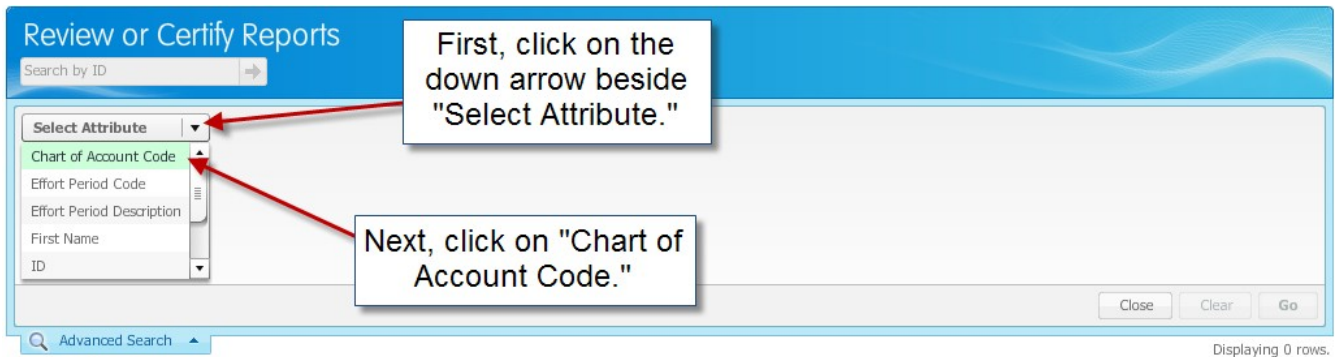 Review or Certify Reports
Search by ID
First, click on the
down arrow beside
"Select Attribute."
Select Attribute
Chart of Account Code
Effort Period Code
Effort Period Description
First Name
ID
Next, click on "Chart of
Account Code."
Close
Clear
Go
Advanced Search
Displaying 0 rows.